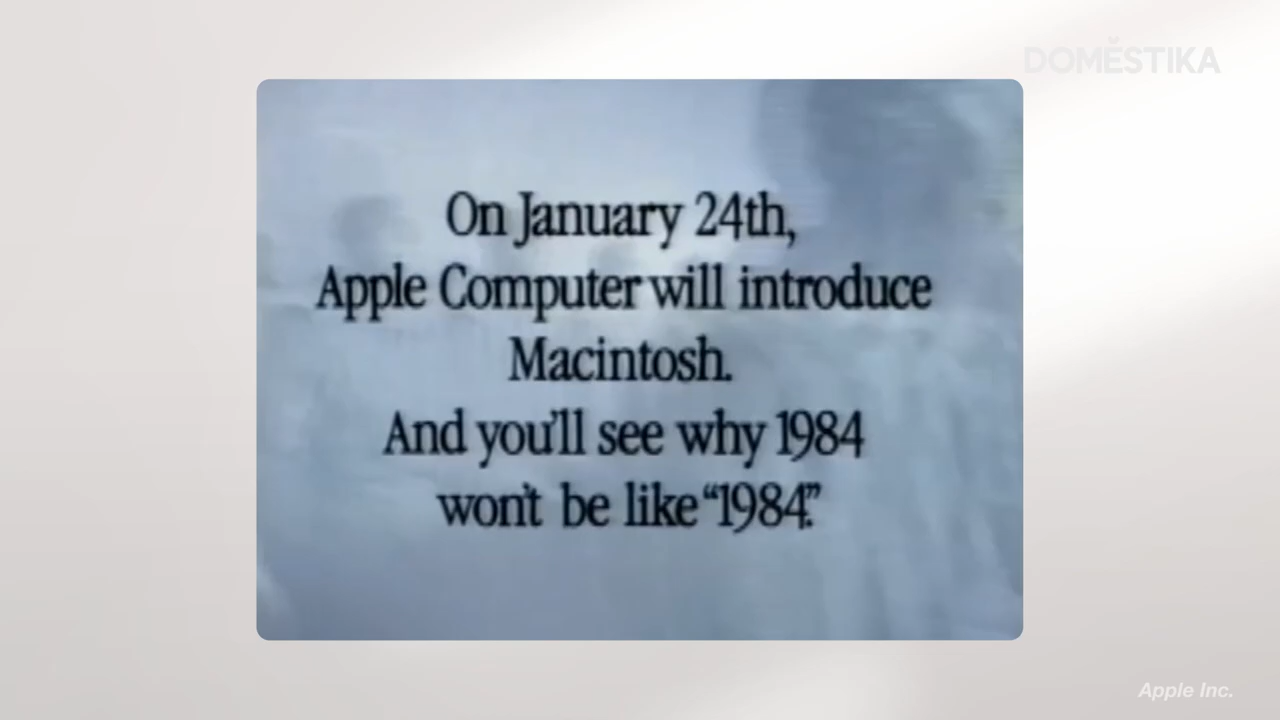 DOMĚSTIKA
On January 24th,
Apple Computer will introduce
Macintosh.
And you'll see why 1984
won't be like “1984.”
Apple Inc.